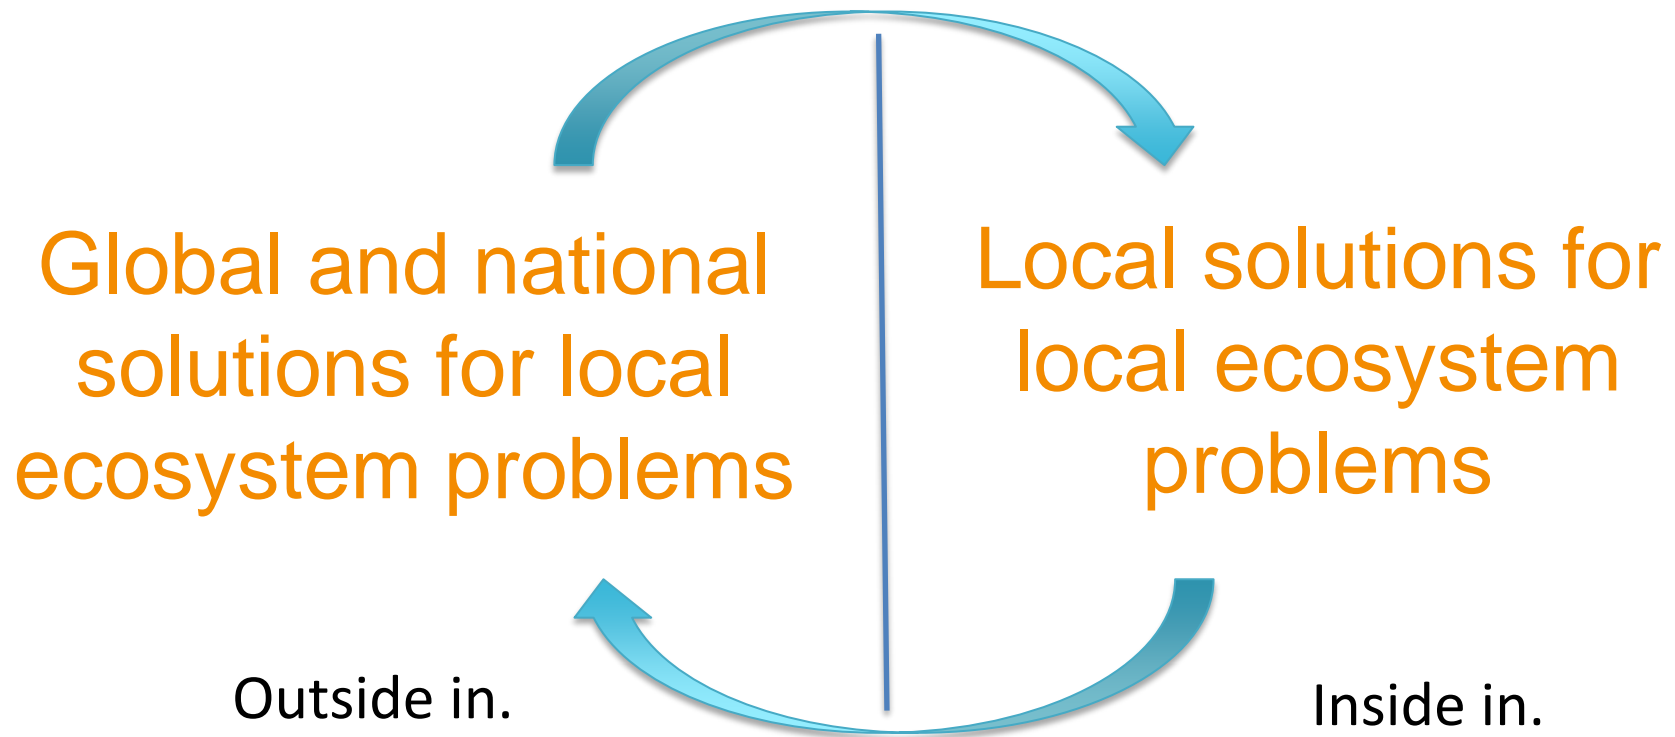 Global and national
solutions for local
ecosystem problems
Outside in.
Local solutions for
local ecosystem
problems
Inside in.